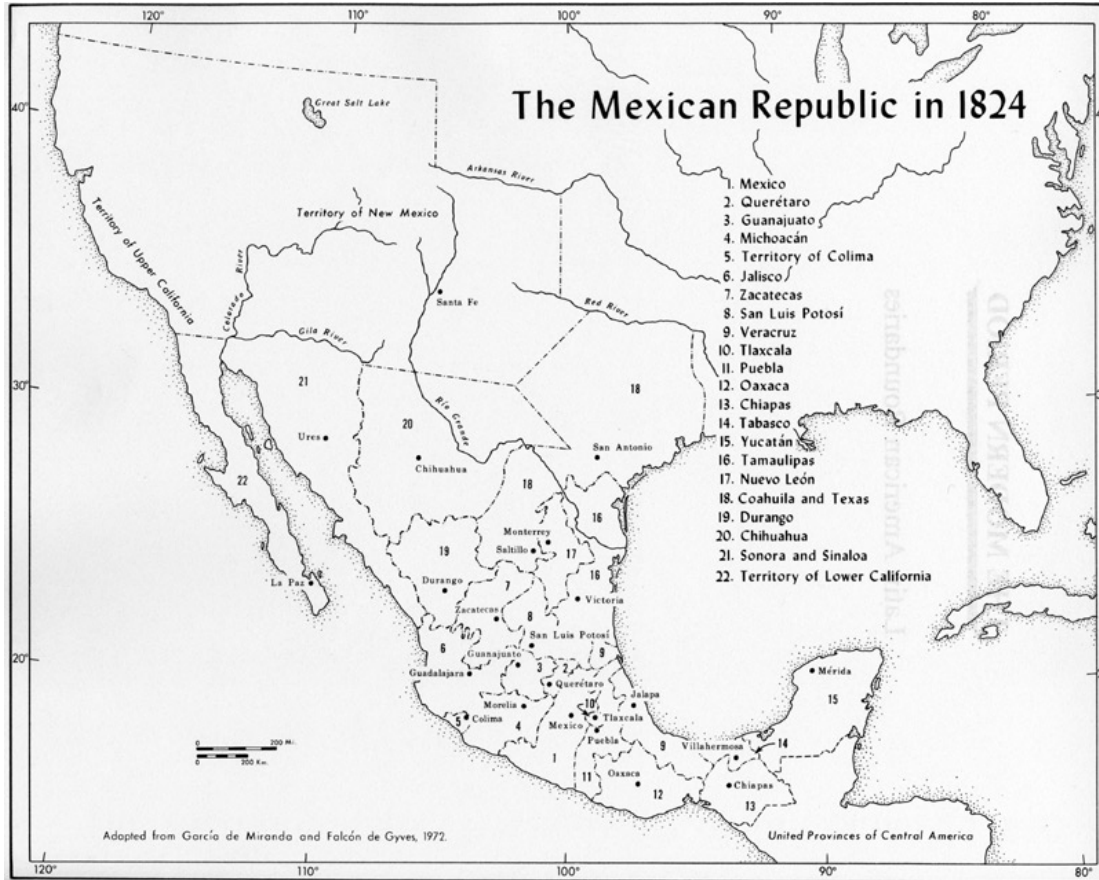 120°
110°
100°
90°
80°
The Mexican Republic in 1824
Great Salt Lake
40°
Arkansas River
1. Mexico
2. Querétaro
3. Guanajuato
4. Michoacán
5. Territory of Colima
6. Jalisco
7. Zacatecas
8. San Luis Potosí
9. Veracruz
10. Tlaxcala
11. Puebla
12. Oaxaca
13. Chiapas
14. Tabasco
15. Yucatán
16. Tamaulipas
17. Nuevo León
18. Coahuila and Texas
19. Durango
20. Chihuahua
21. Sonora and Sinaloa
22. Territory of Lower California
Territory of New Mexico
Territory of Upper California
Colorado River
Santa Fe
Red River
Gila River
30°
21
18
20
Rio Grande
Ures
San Antonio
Chihuahua
22
18
16
Monterrey
Saltillo
17
19
16
La Paz
Durango
7
Victoria
Zacatecas
8
San Luis Potosí
20°
6
Guanajuato
9
3
2
Guadalajara
Querétaro
Mérida
Jalapa
15
Morelia
10
5
Colima
4
Mexico
Tlaxcala
Puebla
9
Villahermosa
14
0 200 Mi.
0 200 Km.
1
11
Oaxaca
12
Chiapas
13
Adapted from García de Miranda and Falcón de Gyves, 1972.
United Provinces of Central America
120°
110°
100°
90°
80°